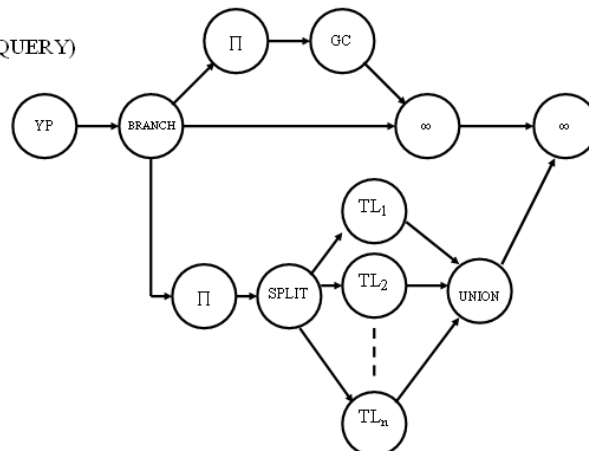 QUERY)
Π GC
YP BRANCH ∞ ∞
TL₁
Π SPLIT TL₂ UNION
TLₙ